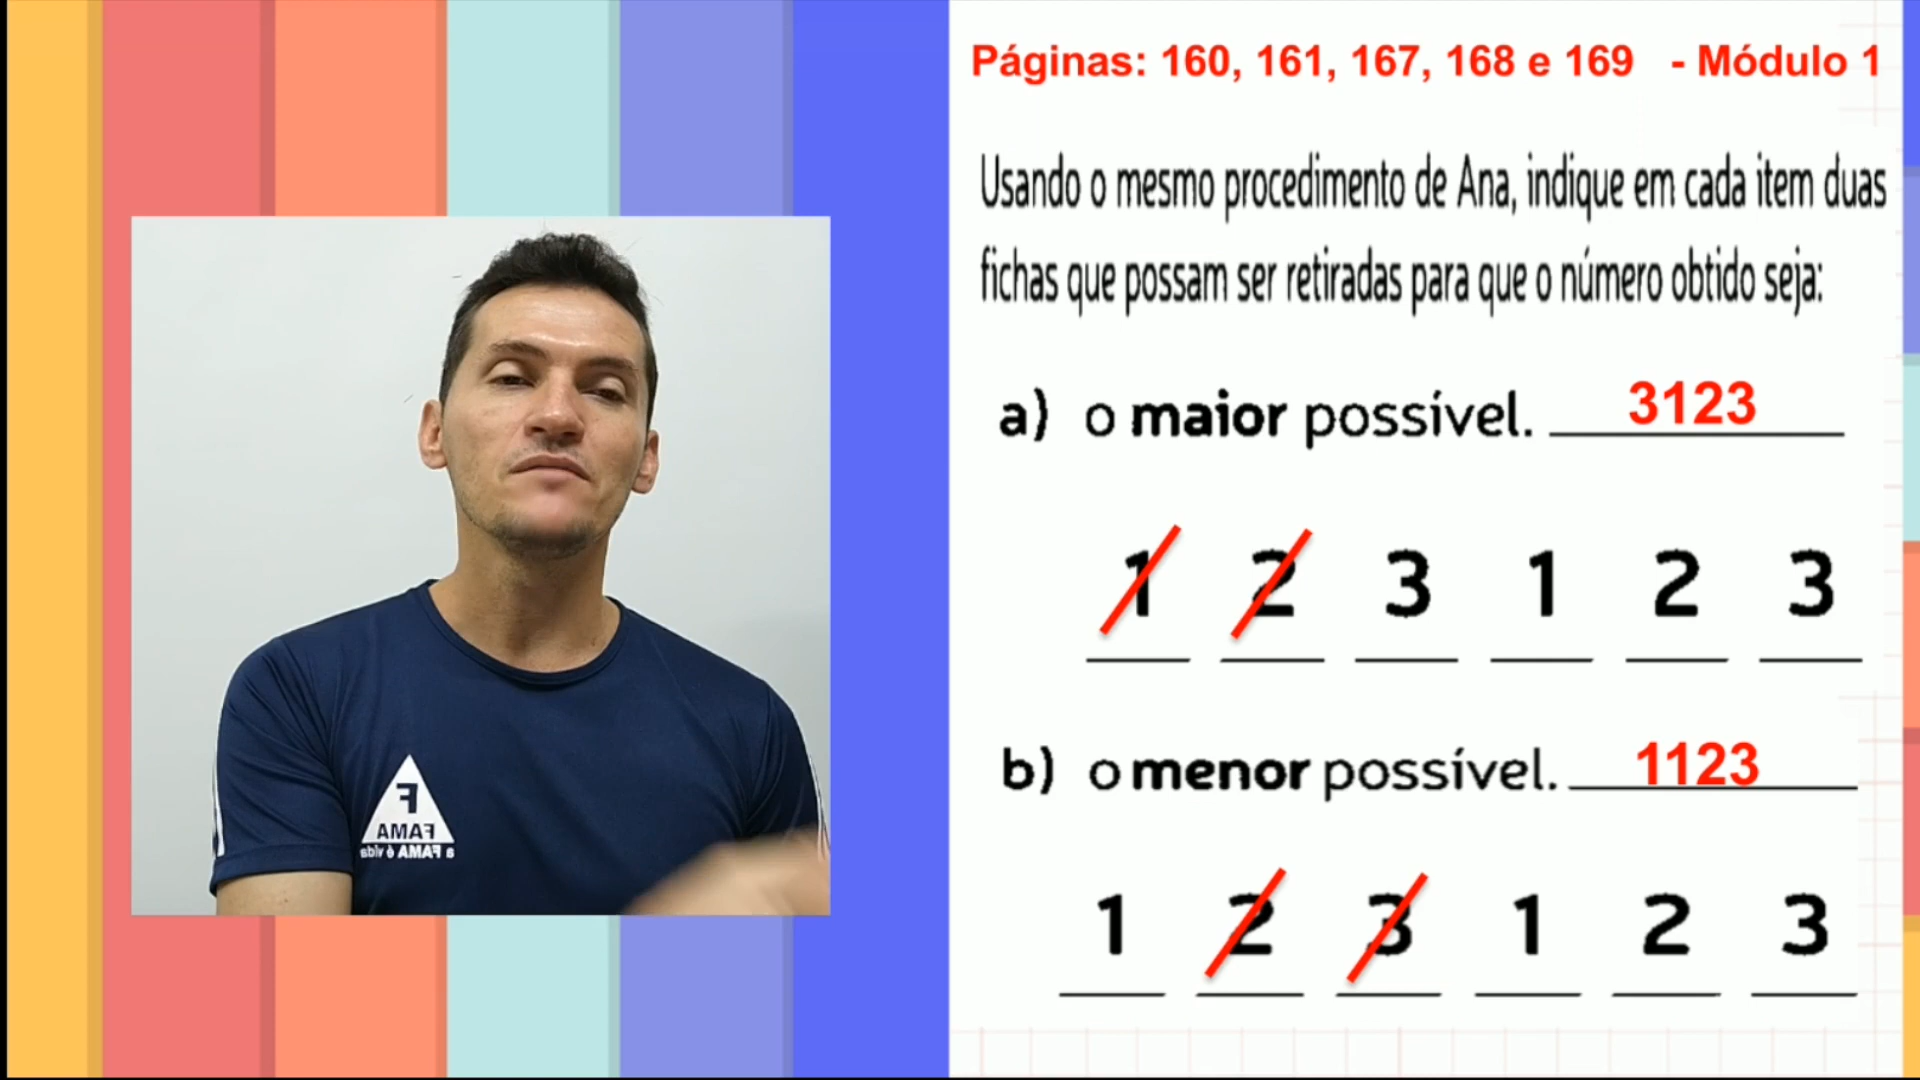 Páginas: 160, 161, 167, 168 e 169 - Módulo 1
Usando o mesmo procedimento de Ana, indique em cada item duas
fichas que possam ser retiradas para que o número obtido seja:
a) o maior possível. 3123
1 2 3 1 2 3
b) o menor possível. 1123
1 2 3 1 2 3
F
FAMA
a FAMA é vida